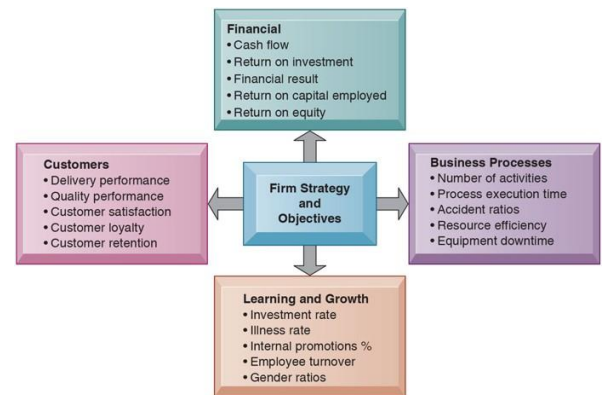 Financial
• Cash flow
• Return on investment
• Financial result
• Return on capital employed
• Return on equity
Customers
• Delivery performance
• Quality performance
• Customer satisfaction
• Customer loyalty
• Customer retention
Firm Strategy
and
Objectives
Business Processes
• Number of activities
• Process execution time
• Accident ratios
• Resource efficiency
• Equipment downtime
Learning and Growth
• Investment rate
• Illness rate
• Internal promotions %
• Employee turnover
• Gender ratios